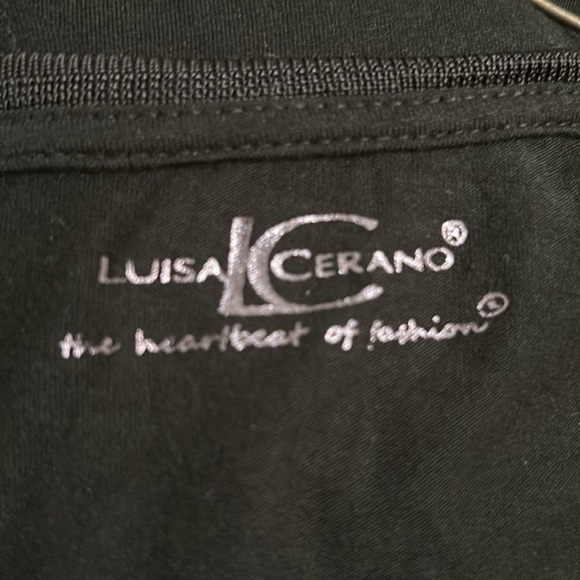 LUISA LC CERANO®
the heartbeat of fashion®